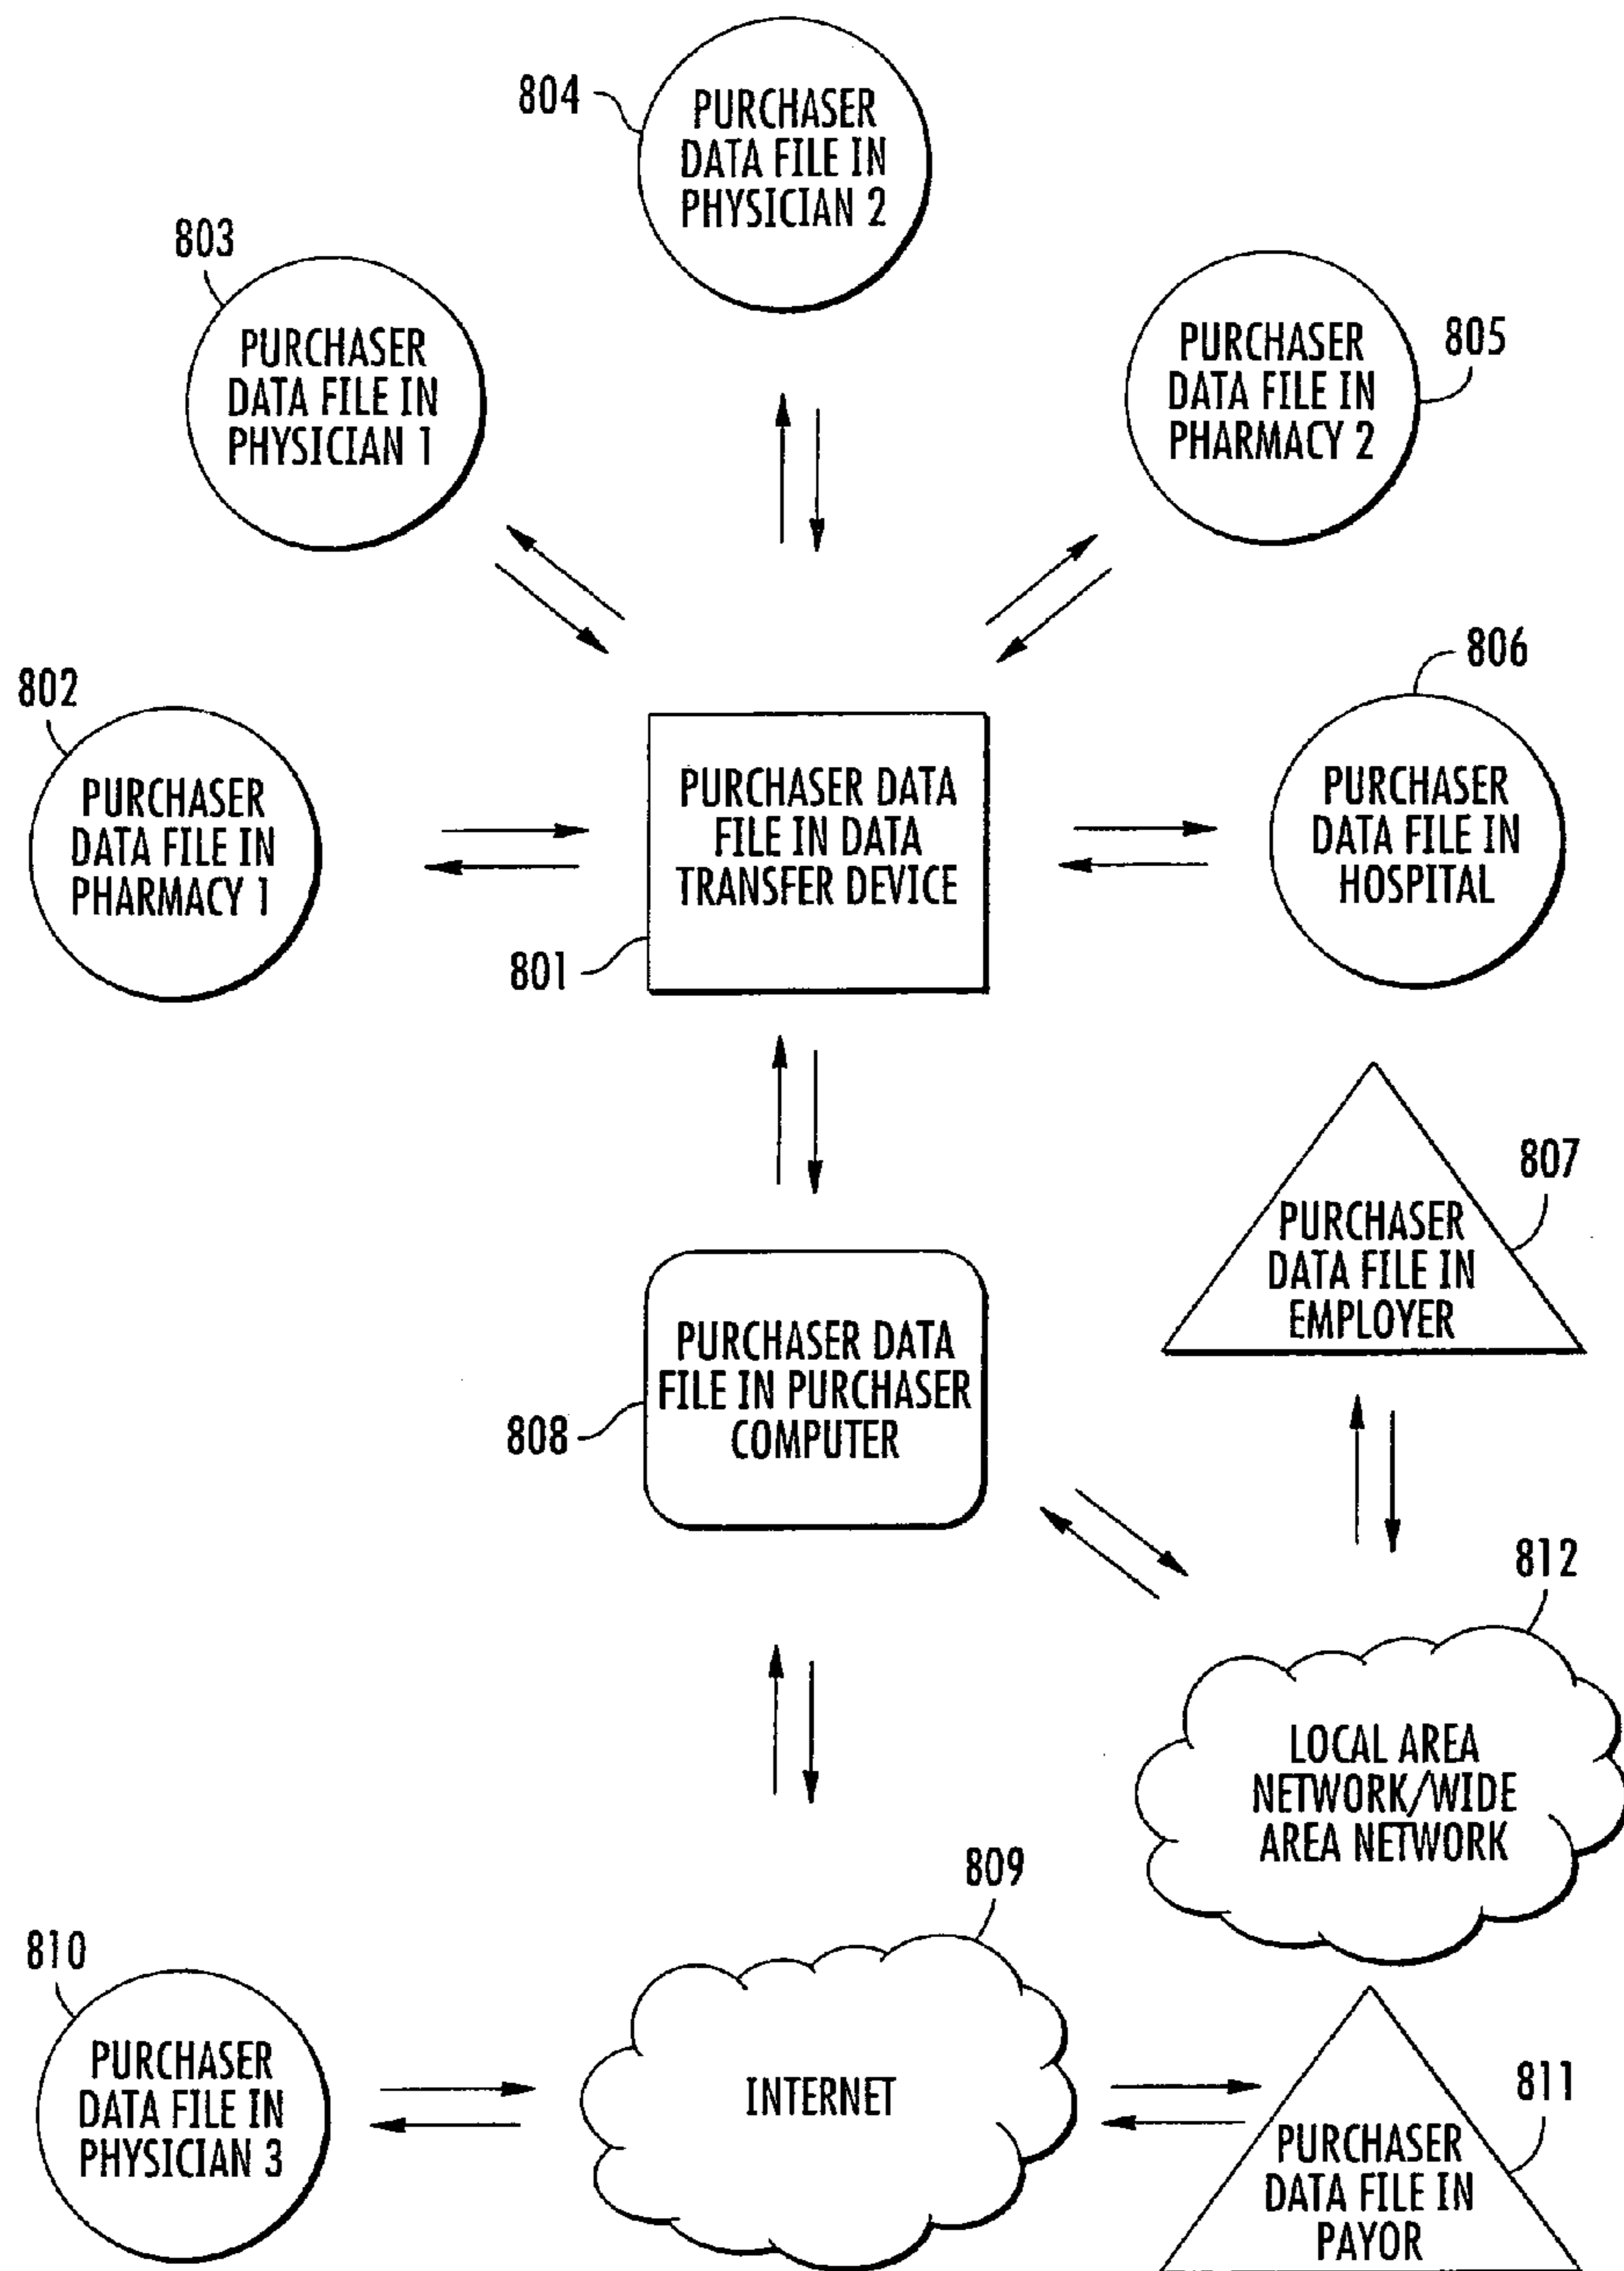 804
PURCHASER
DATA FILE IN
PHYSICIAN 2
803
PURCHASER
DATA FILE IN
PHYSICIAN 1
805
PURCHASER
DATA FILE IN
PHARMACY 2
802
PURCHASER
DATA FILE IN
PHARMACY 1
801
PURCHASER DATA
FILE IN DATA
TRANSFER DEVICE
806
PURCHASER
DATA FILE IN
HOSPITAL
807
PURCHASER
DATA FILE IN
EMPLOYER
808
PURCHASER DATA
FILE IN PURCHASER
COMPUTER
812
LOCAL AREA
NETWORK/WIDE
AREA NETWORK
809
INTERNET
810
PURCHASER
DATA FILE IN
PHYSICIAN 3
811
PURCHASER
DATA FILE IN
PAYOR